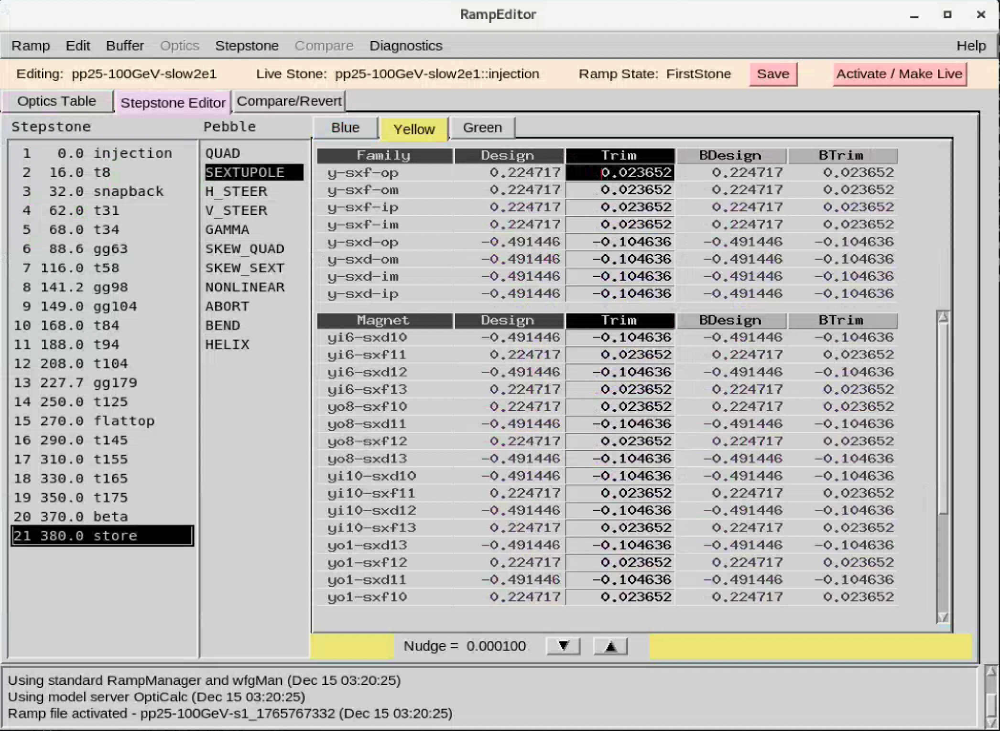 RampEditor
Ramp Edit Buffer Optics Stepstone Compare Diagnostics Help
Editing: pp25-100GeV-slow2e1 Live Stone: pp25-100GeV-slow2e1::injection Ramp State: FirstStone Save Activate / Make Live
Optics Table Stepstone Editor Compare/Revert
Stepstone
1 0.0 injection
2 16.0 t8
3 32.0 snapback
4 62.0 t31
5 68.0 t34
6 88.6 gg63
7 116.0 t58
8 141.2 gg98
9 149.0 gg104
10 168.0 t84
11 188.0 t94
12 208.0 t104
13 227.7 gg179
14 250.0 t125
15 270.0 flattop
16 290.0 t145
17 310.0 t155
18 330.0 t165
19 350.0 t175
20 370.0 beta
21 380.0 store
Pebble
QUAD
SEXTUPOLE
H_STEER
V_STEER
GAMMA
SKEW_QUAD
SKEW_SEXT
NONLINEAR
ABORT
BEND
HELIX
Blue Yellow Green
Family Design Trim BDesign BTrim
y-sxf-op 0.224717 0.023652 0.224717 0.023652
y-sxf-om 0.224717 0.023652 0.224717 0.023652
y-sxf-ip 0.224717 0.023652 0.224717 0.023652
y-sxf-im 0.224717 0.023652 0.224717 0.023652
y-sxd-op -0.491446 -0.104636 -0.491446 -0.104636
y-sxd-om -0.491446 -0.104636 -0.491446 -0.104636
y-sxd-im -0.491446 -0.104636 -0.491446 -0.104636
y-sxd-ip -0.491446 -0.104636 -0.491446 -0.104636
Magnet Design Trim BDesign BTrim
yi6-sxd10 -0.491446 -0.104636 -0.491446 -0.104636
yi6-sxf11 0.224717 0.023652 0.224717 0.023652
yi6-sxd12 -0.491446 -0.104636 -0.491446 -0.104636
yi6-sxf13 0.224717 0.023652 0.224717 0.023652
yo8-sxf10 0.224717 0.023652 0.224717 0.023652
yo8-sxd11 -0.491446 -0.104636 -0.491446 -0.104636
yo8-sxf12 0.224717 0.023652 0.224717 0.023652
yo8-sxd13 -0.491446 -0.104636 -0.491446 -0.104636
yi10-sxd10 -0.491446 -0.104636 -0.491446 -0.104636
yi10-sxf11 0.224717 0.023652 0.224717 0.023652
yi10-sxd12 -0.491446 -0.104636 -0.491446 -0.104636
yi10-sxf13 0.224717 0.023652 0.224717 0.023652
yo1-sxd13 -0.491446 -0.104636 -0.491446 -0.104636
yo1-sxf12 0.224717 0.023652 0.224717 0.023652
yo1-sxd11 -0.491446 -0.104636 -0.491446 -0.104636
yo1-sxf10 0.224717 0.023652 0.224717 0.023652
Nudge = 0.000100
Using standard RampManager and wfgMan (Dec 15 03:20:25)
Using model server OptiCalc (Dec 15 03:20:25)
Ramp file activated - pp25-100GeV-s1_1765767332 (Dec 15 03:20:25)